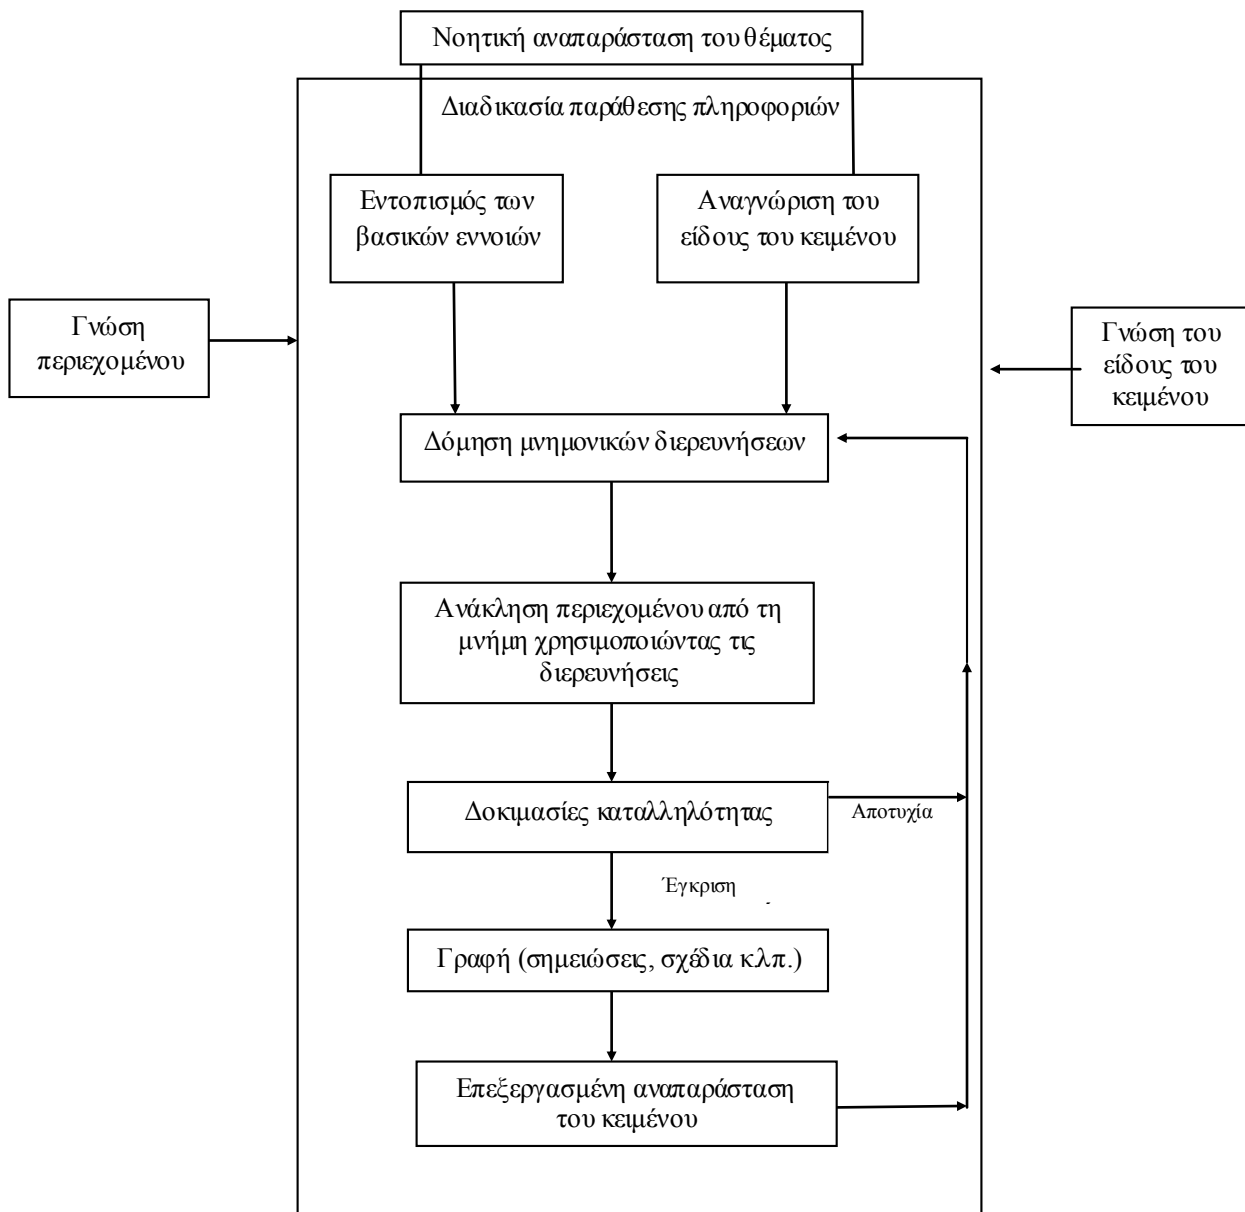 Νοητική αναπαράσταση του θέματος
Διαδικασία παράθεσης πληροφοριών
Εντοπισμός των
βασικών εννοιών
Αναγνώριση του
είδους του κειμένου
Γνώση
περιεχομένου
Γνώση του
είδους του
κειμένου
Δόμηση μνημονικών διερευνήσεων
Ανάκληση περιεχομένου από τη
μνήμη χρησιμοποιώντας τις
διερευνήσεις
Δοκιμασίες καταλληλότητας
Αποτυχία
Έγκριση
Γραφή (σημειώσεις, σχέδια κ.λπ.)
Επεξεργασμένη αναπαράσταση
του κειμένου